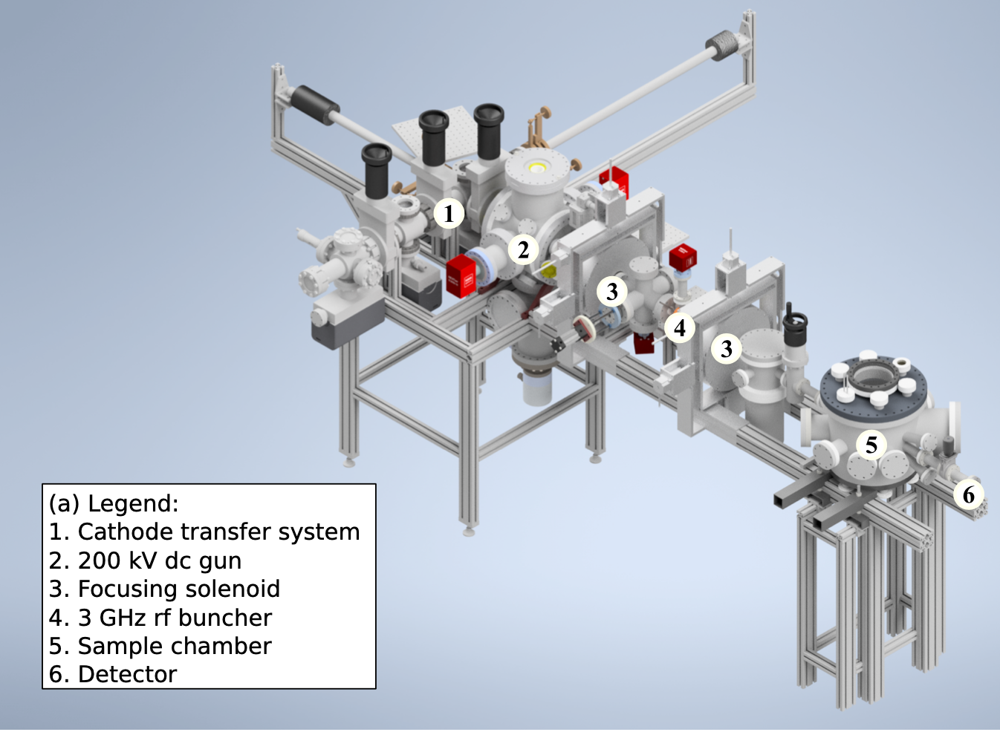 1
2
3
4
3
5
6
(a) Legend:
1. Cathode transfer system
2. 200 kV dc gun
3. Focusing solenoid
4. 3 GHz rf buncher
5. Sample chamber
6. Detector